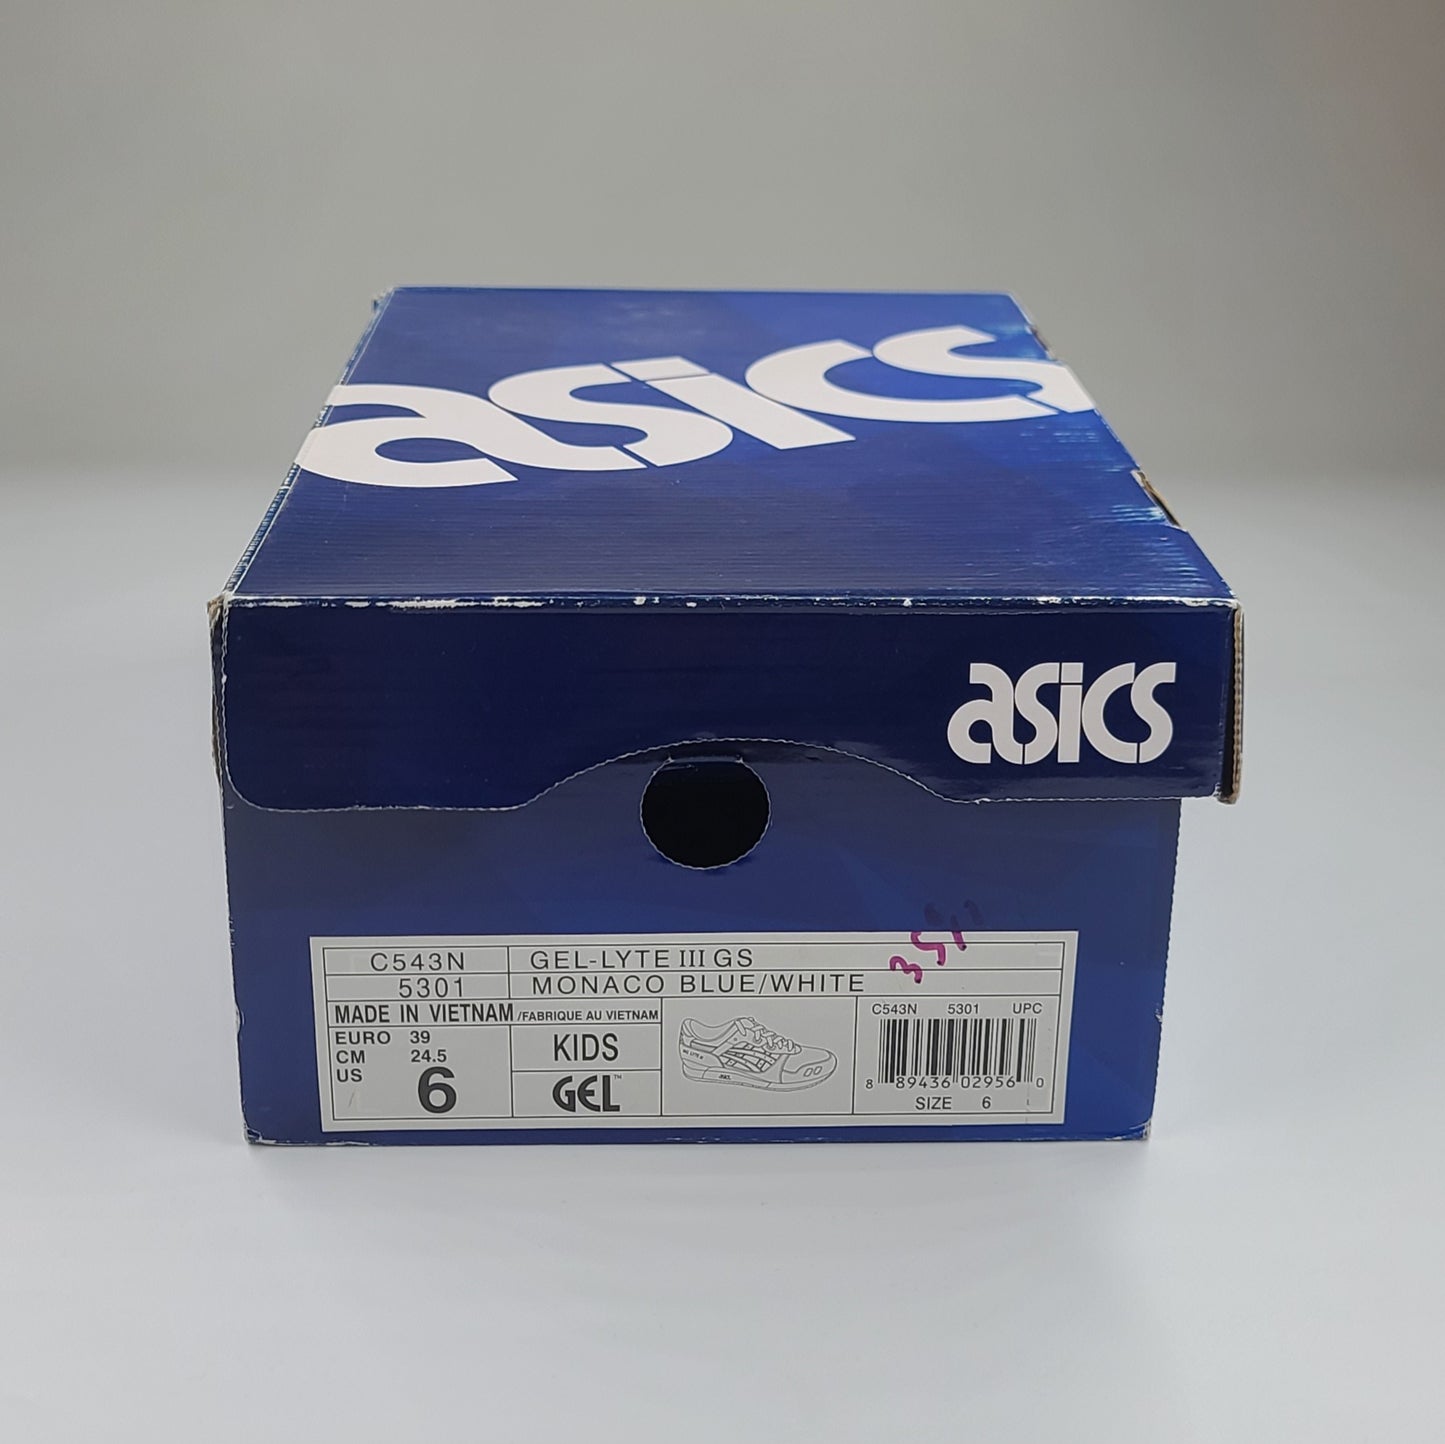 asics
asics
C543N GEL-LYTE III GS
5301 MONACO BLUE/WHITE
MADE IN VIETNAM /FABRIQUE AU VIETNAM
EURO 39
CM 24.5
US 6
KIDS
GEL™
C543N 5301 UPC
8 89436 02956 0
SIZE 6